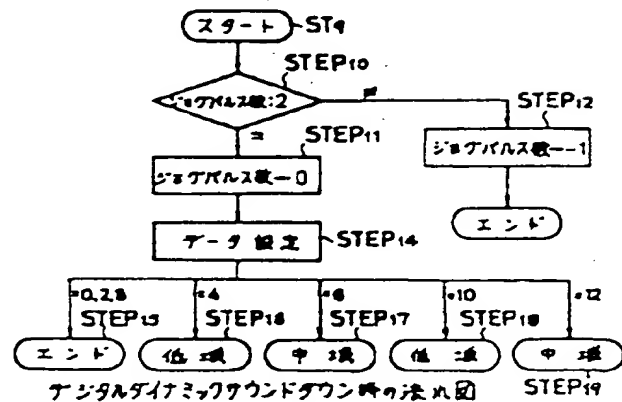 スタート
ST9
STEP10
ジョグパルス数:2
≠
=
STEP12
ジョグパルス数←-1
STEP11
ジョグパルス数←0
エンド
データ設定
STEP14
=0,2,8
=4
=6
=10
=12
STEP15
STEP16
STEP17
STEP18
エンド
低域
中域
低域
中域
STEP19
デジタルダイナミックサウンドダウン時の流れ図